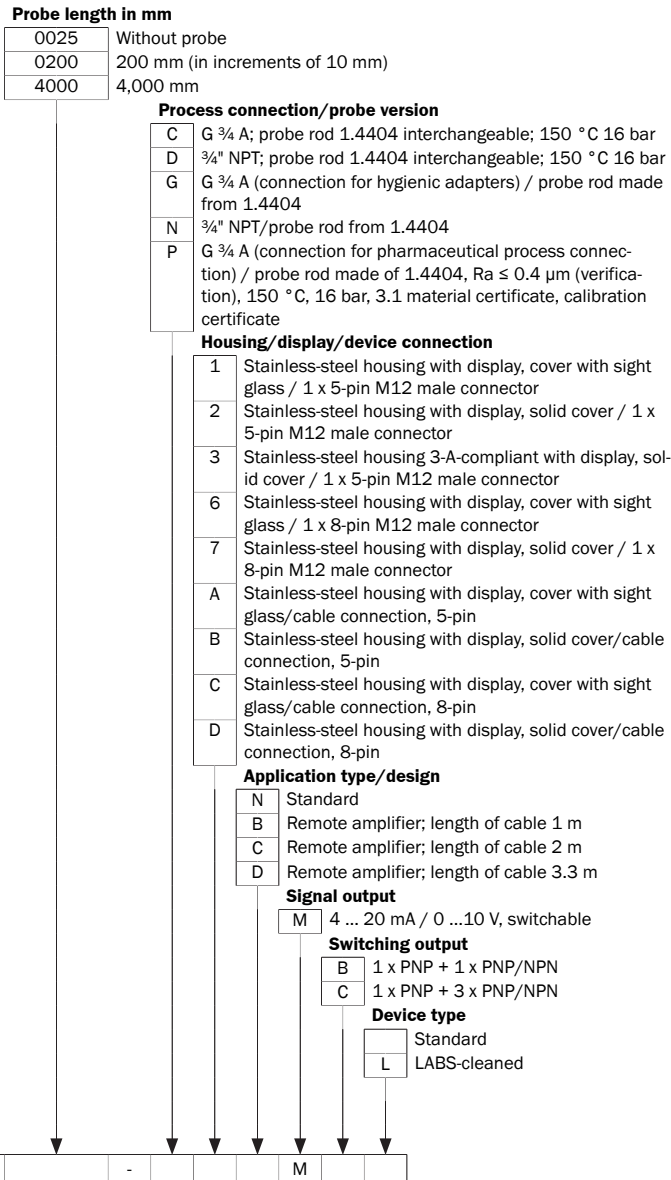 Probe length in mm
0025 Without probe
0200 200 mm (in increments of 10 mm)
4000 4,000 mm
Process connection/probe version
C G ¾ A; probe rod 1.4404 interchangeable; 150 °C 16 bar
D ¾" NPT; probe rod 1.4404 interchangeable; 150 °C 16 bar
G G ¾ A (connection for hygienic adapters) / probe rod made
from 1.4404
N ¾" NPT/probe rod from 1.4404
P G ¾ A (connection for pharmaceutical process connec-
tion) / probe rod made of 1.4404, Ra ≤ 0.4 µm (verifica-
tion), 150 °C, 16 bar, 3.1 material certificate, calibration
certificate
Housing/display/device connection
1 Stainless-steel housing with display, cover with sight
glass / 1 x 5-pin M12 male connector
2 Stainless-steel housing with display, solid cover / 1 x
5-pin M12 male connector
3 Stainless-steel housing 3-A-compliant with display, sol-
id cover / 1 x 5-pin M12 male connector
6 Stainless-steel housing with display, cover with sight
glass / 1 x 8-pin M12 male connector
7 Stainless-steel housing with display, solid cover / 1 x
8-pin M12 male connector
A Stainless-steel housing with display, cover with sight
glass/cable connection, 5-pin
B Stainless-steel housing with display, solid cover/cable
connection, 5-pin
C Stainless-steel housing with display, cover with sight
glass/cable connection, 8-pin
D Stainless-steel housing with display, solid cover/cable
connection, 8-pin
Application type/design
N Standard
B Remote amplifier; length of cable 1 m
C Remote amplifier; length of cable 2 m
D Remote amplifier; length of cable 3.3 m
Signal output
M 4 ... 20 mA / 0 ...10 V, switchable
Switching output
B 1 x PNP + 1 x PNP/NPN
C 1 x PNP + 3 x PNP/NPN
Device type
Standard
L LABS-cleaned
- M